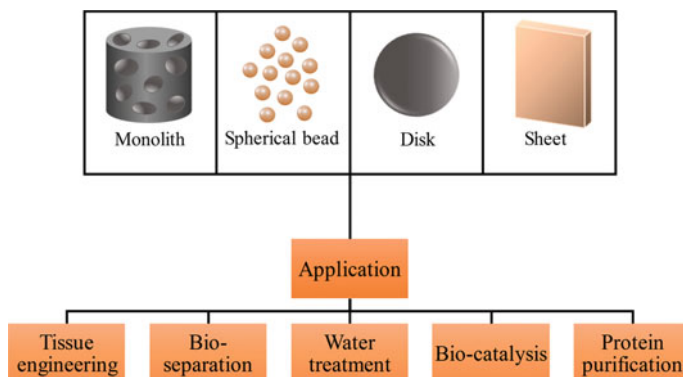 Monolith
Spherical bead
Disk
Sheet
Application
Tissue
engineering
Bio-
separation
Water
treatment
Bio-catalysis
Protein
purification